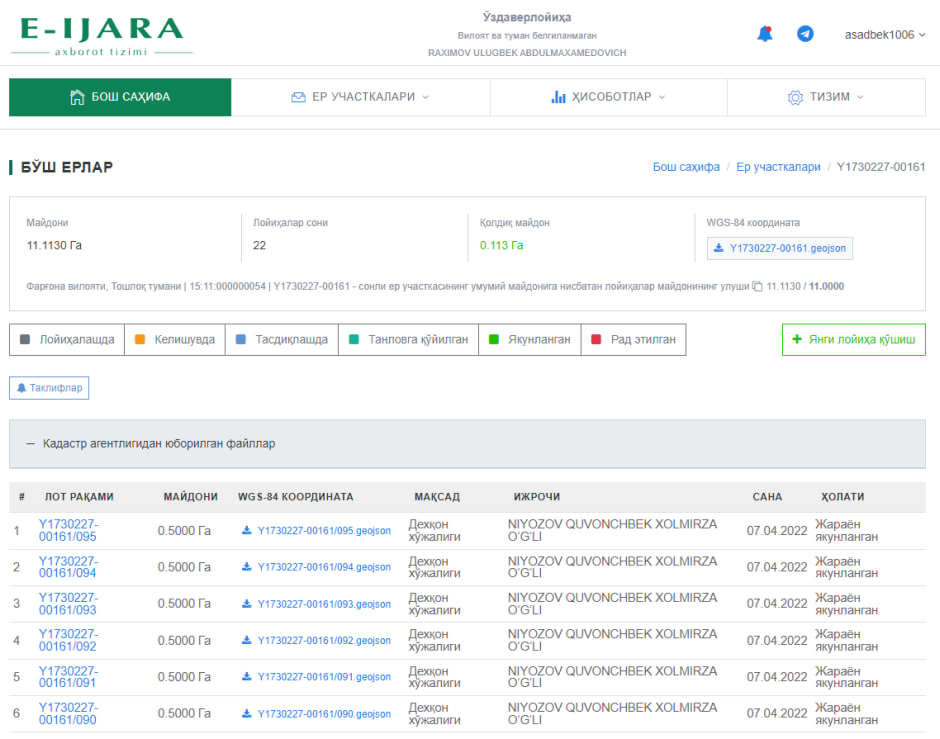 E-IJARA
axborot tizimi
Ўздаверлойиҳа
Вилоят ва туман белгиланмаган
RAXIMOV ULUGBEK ABDULMAXAMEDOVICH
asadbek1006
БОШ САҲИФА
ЕР УЧАСТКАЛАРИ
ҲИСОБОТЛАР
ТИЗИМ
БЎШ ЕРЛАР
Бош саҳифа / Ер участкалари / Y1730227-00161
Майдони
Лойиҳалар сони
Қолдиқ майдон
WGS-84 координата
11.1130 Га
22
0.113 Га
Y1730227-00161.geojson
Фарғона вилояти, Тошлоқ тумани | 15:11:000000054 | Y1730227-00161 - сонли ер участкасининг умумий майдонига нисбатан лойиҳалар майдонининг улуши 11.1130 / 11.0000
Лойиҳалашда
Келишувда
Тасдиқлашда
Танловга қўйилган
Якунланган
Рад этилган
+ Янги лойиҳа қўшиш
Таклифлар
— Кадастр агентлигидан юборилган файллар
# ЛОТ РАҚАМИ МАЙДОНИ WGS-84 КООРДИНАТА МАҚСАД ИЖРОЧИ САНА ҲОЛАТИ
1 Y1730227-00161/095 0.5000 Га Y1730227-00161/095.geojson Деҳқон хўжалиги NIYOZOV QUVONCHBEK XOLMIRZA O'G'LI 07.04.2022 Жараён якунланган
2 Y1730227-00161/094 0.5000 Га Y1730227-00161/094.geojson Деҳқон хўжалиги NIYOZOV QUVONCHBEK XOLMIRZA O'G'LI 07.04.2022 Жараён якунланган
3 Y1730227-00161/093 0.5000 Га Y1730227-00161/093.geojson Деҳқон хўжалиги NIYOZOV QUVONCHBEK XOLMIRZA O'G'LI 07.04.2022 Жараён якунланган
4 Y1730227-00161/092 0.5000 Га Y1730227-00161/092.geojson Деҳқон хўжалиги NIYOZOV QUVONCHBEK XOLMIRZA O'G'LI 07.04.2022 Жараён якунланган
5 Y1730227-00161/091 0.5000 Га Y1730227-00161/091.geojson Деҳқон хўжалиги NIYOZOV QUVONCHBEK XOLMIRZA O'G'LI 07.04.2022 Жараён якунланган
6 Y1730227-00161/090 0.5000 Га Y1730227-00161/090.geojson Деҳқон хўжалиги NIYOZOV QUVONCHBEK XOLMIRZA O'G'LI 07.04.2022 Жараён якунланган